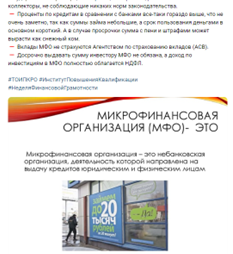 коллекторы, не соблюдающие никаких норм законодательства.
— Проценты по кредитам в сравнении с банками все-таки гораздо выше, что не
очень заметно, так как суммы займа небольшие, а срок пользования деньгами в
основном короткий. А в случае просрочки сумма с пени и штрафами может
вырасти как снежный ком.
— Вклады МФО не страхуются Агентством по страхованию вкладов (АСВ).
— Досрочно выдавать сумму инвестору МФО не обязана, а доход по
инвестициям в МФО полностью облагается НДФЛ.
#ТОИПКРО #ИнститутПовышенияКвалификации
#НеделяФинансовойГрамотности
МИКРОФИНАНСОВАЯ
ОРГАНИЗАЦИЯ (МФО)- ЭТО
Микрофинансовая организация – это небанковская
организация, деятельность которой направлена на
выдачу кредитов юридическим и физическим лицам
до 20
тысяч
рублей